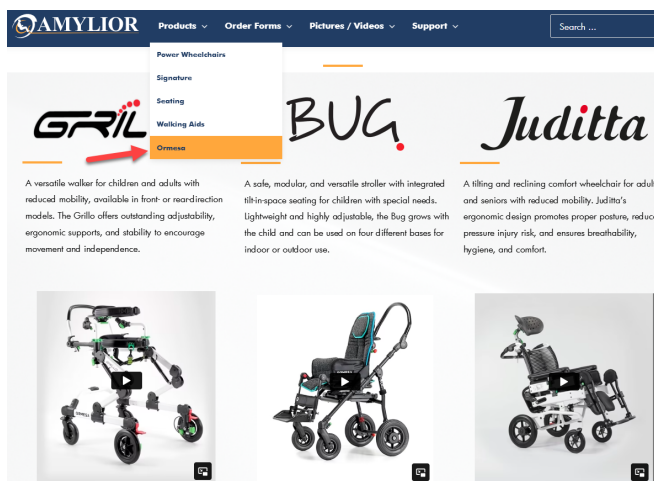 AMYLIOR
Products
Order Forms
Pictures / Videos
Support
Search ...
Power Wheelchairs
Signature
Seating
Walking Aids
Ormesa
GRIL
BUG
Juditta
A versatile walker for children and adults with
reduced mobility, available in front- or rear-direction
models. The Grillo offers outstanding adjustability,
ergonomic supports, and stability to encourage
movement and independence.
A safe, modular, and versatile stroller with integrated
tilt-in-space seating for children with special needs.
Lightweight and highly adjustable, the Bug grows with
the child and can be used on four different bases for
indoor or outdoor use.
A tilting and reclining comfort wheelchair for adul
and seniors with reduced mobility. Juditta's
ergonomic design promotes proper posture, reduc
pressure injury risk, and ensures breathability,
hygiene, and comfort.